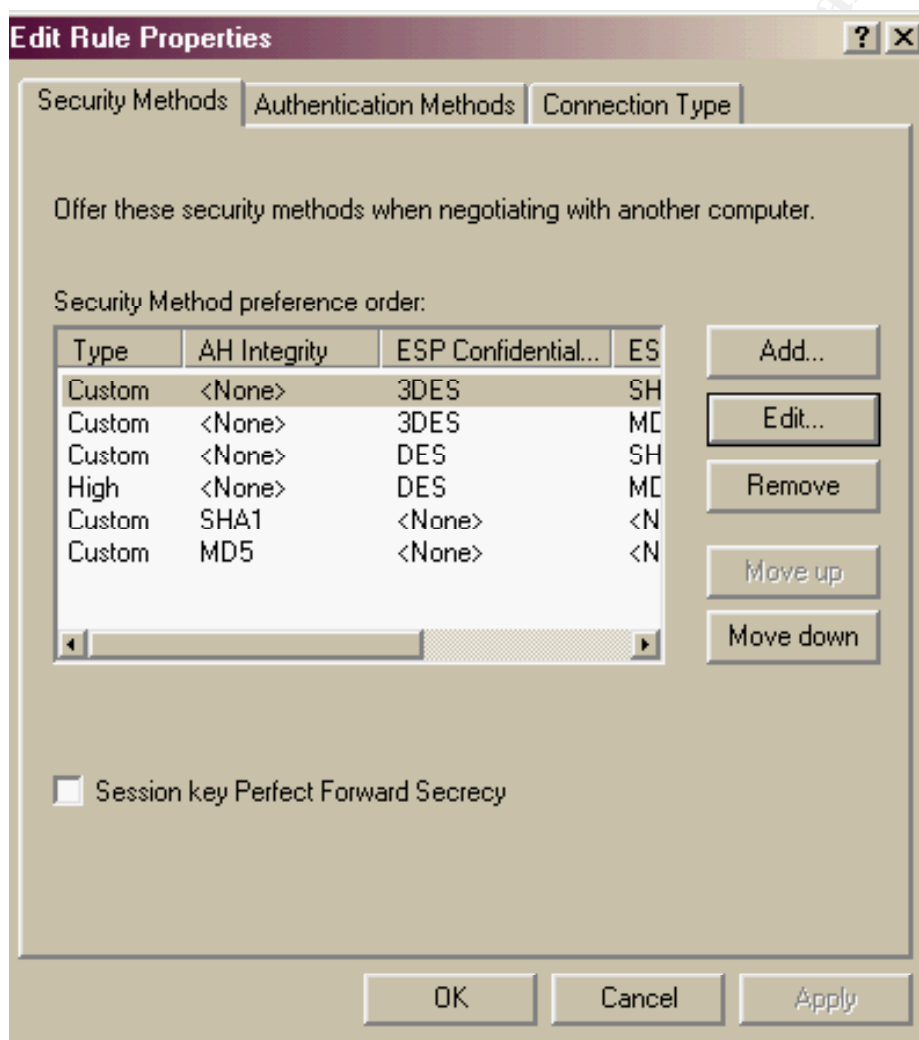 Edit Rule Properties
Security Methods Authentication Methods Connection Type
Offer these security methods when negotiating with another computer.
Security Method preference order:
Type AH Integrity ESP Confidential... ES
Custom <None> 3DES SH
Custom <None> 3DES MD
Custom <None> DES SH
High <None> DES MD
Custom SHA1 <None> <N
Custom MD5 <None> <N
Add...
Edit...
Remove
Move up
Move down
Session key Perfect Forward Secrecy
OK Cancel Apply